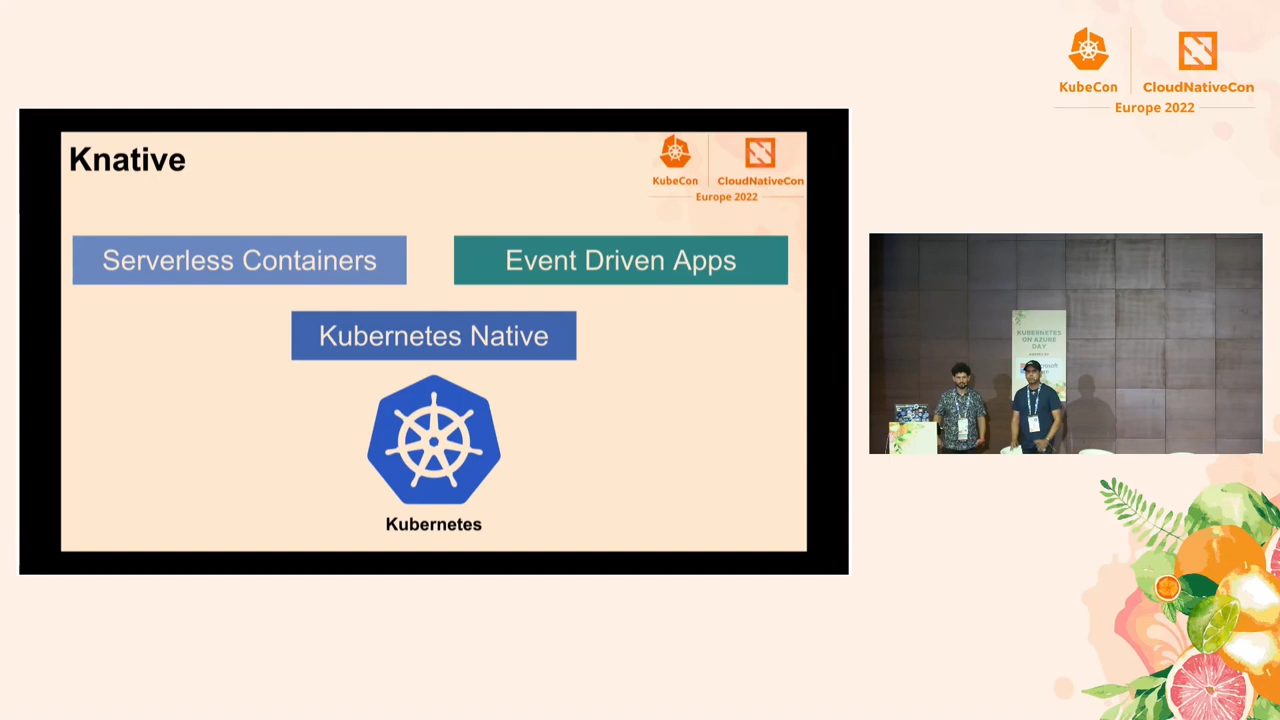 KubeCon
CloudNativeCon
Europe 2022
Knative
KubeCon
CloudNativeCon
Europe 2022
Serverless Containers
Event Driven Apps
Kubernetes Native
Kubernetes
KUBERNETES
ON AZURE
DAY